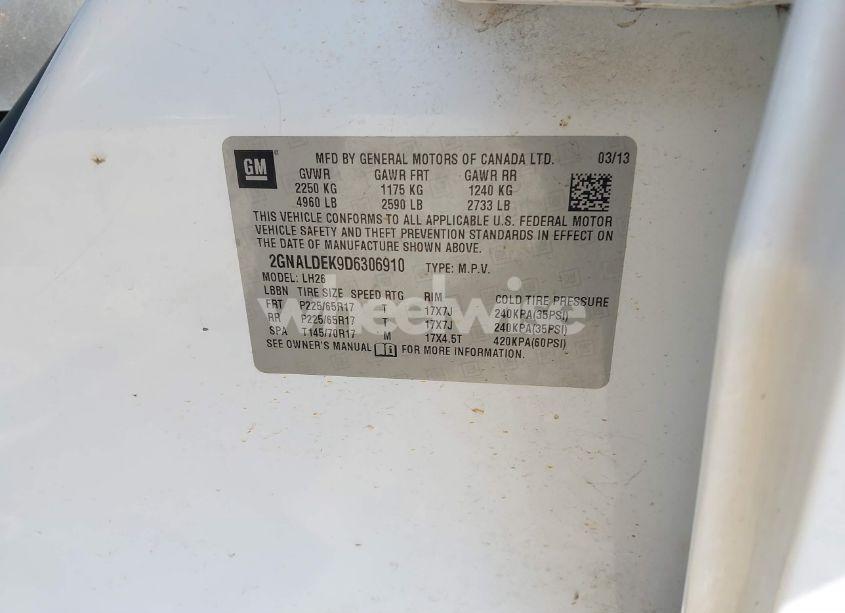 GM
MFD BY GENERAL MOTORS OF CANADA LTD. 03/13
GVWR GAWR FRT GAWR RR
2250 KG 1175 KG 1240 KG
4960 LB 2590 LB 2733 LB
THIS VEHICLE CONFORMS TO ALL APPLICABLE U.S. FEDERAL MOTOR
VEHICLE SAFETY AND THEFT PREVENTION STANDARDS IN EFFECT ON
THE DATE OF MANUFACTURE SHOWN ABOVE.
2GNALDEK9D6306910 TYPE: M.P.V.
MODEL: LH26
LBBN TIRE SIZE SPEED RTG RIM COLD TIRE PRESSURE
FRT P225/65R17 T 17X7J 240KPA(35PSI)
RR P225/65R17 T 17X7J 240KPA(35PSI)
SPA T145/70R17 M 17X4.5T 420KPA(60PSI)
SEE OWNER'S MANUAL FOR MORE INFORMATION.
wheelwire